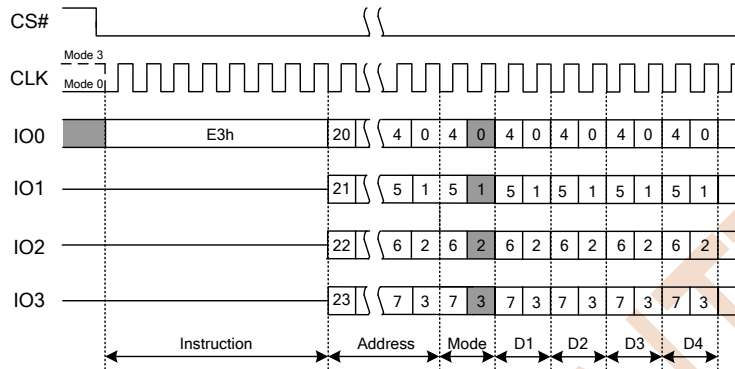 CS#
Mode 3
CLK
Mode 0
IO0 E3h 20 4 0 4 0 4 0 4 0 4 0 4 0
IO1 21 5 1 5 1 5 1 5 1 5 1 5 1
IO2 22 6 2 6 2 6 2 6 2 6 2 6 2
IO3 23 7 3 7 3 7 3 7 3 7 3 7 3
Instruction Address Mode D1 D2 D3 D4